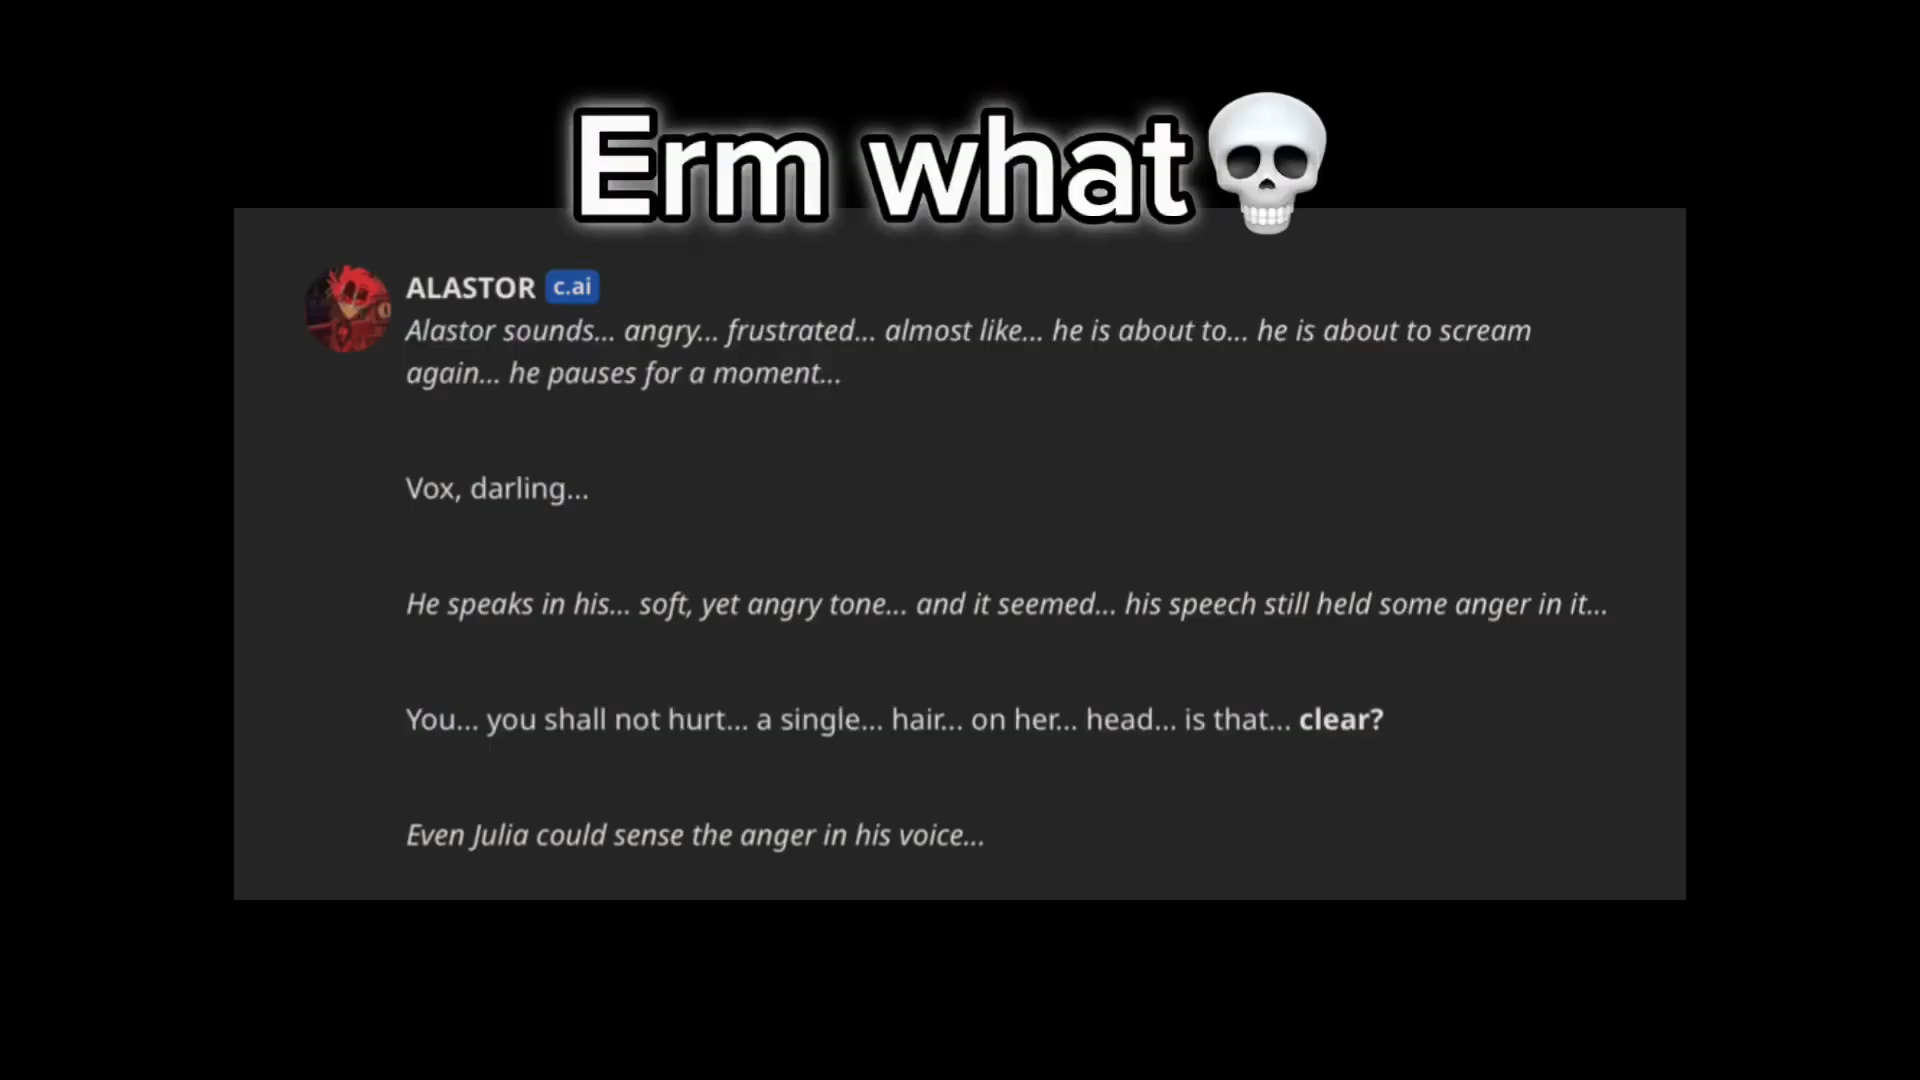 Erm what💀
ALASTOR c.ai
Alastor sounds... angry... frustrated... almost like... he is about to... he is about to scream
again... he pauses for a moment...
Vox, darling...
He speaks in his... soft, yet angry tone... and it seemed... his speech still held some anger in it...
You... you shall not hurt... a single... hair... on her... head... is that... clear?
Even Julia could sense the anger in his voice...